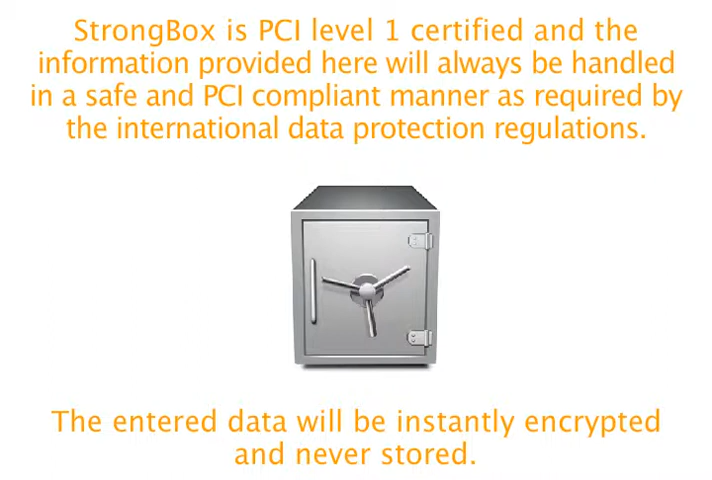 StrongBox is PCI level 1 certified and the
information provided here will always be handled
in a safe and PCI compliant manner as required by
the international data protection regulations.
The entered data will be instantly encrypted
and never stored.